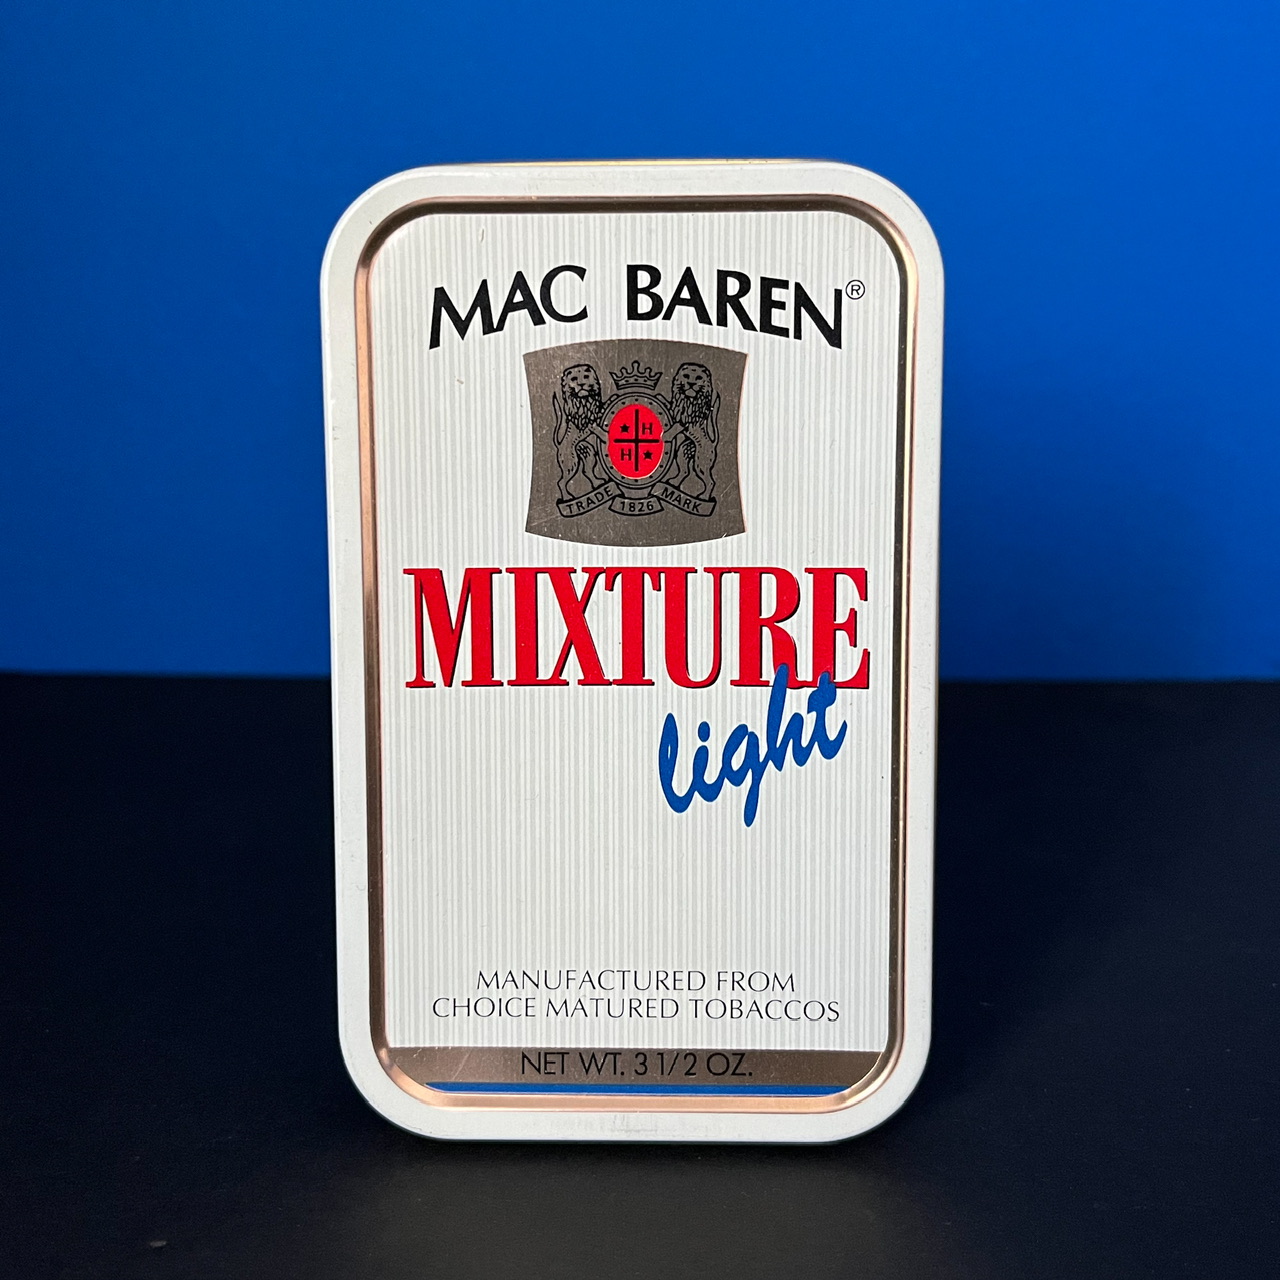 MAC BAREN®
★ H
H ★
TRADE 1826 MARK
MIXTURE
light
MANUFACTURED FROM
CHOICE MATURED TOBACCOS
NET WT. 3 1/2 OZ.